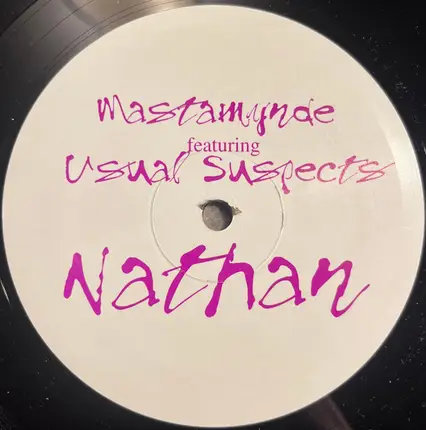 Mastamynde
featuring
Usual Suspects
Nathan